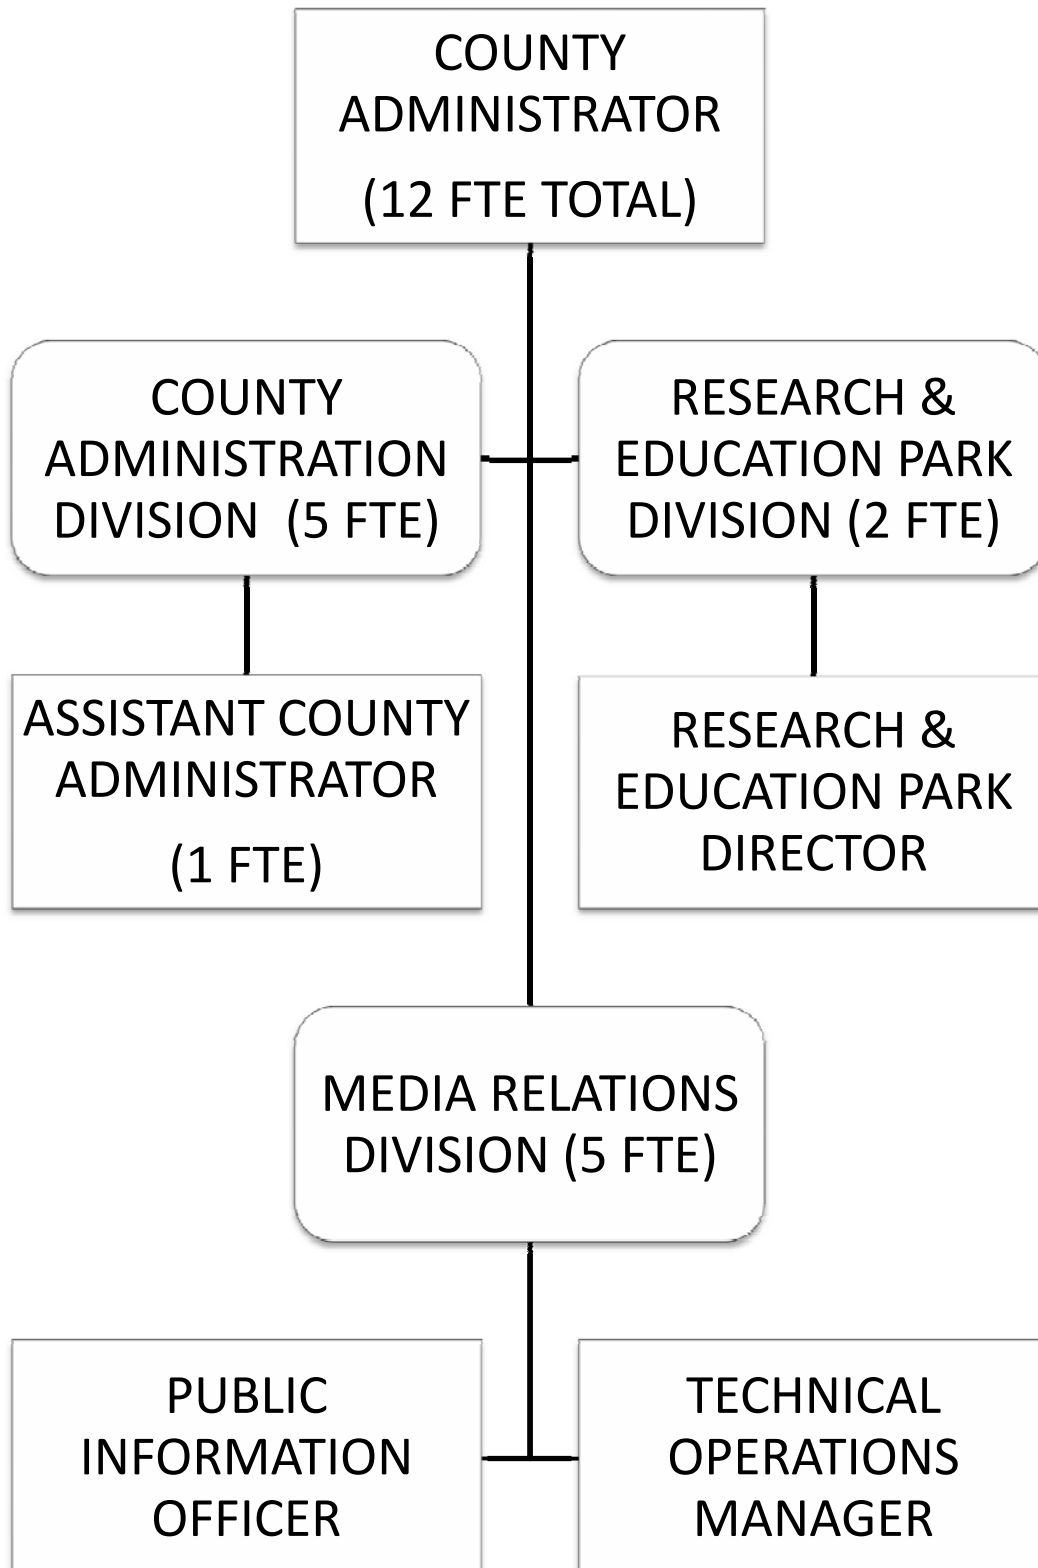 COUNTY
ADMINISTRATOR
(12 FTE TOTAL)
COUNTY
ADMINISTRATION
DIVISION  (5 FTE)
RESEARCH &
EDUCATION PARK
DIVISION (2 FTE)
ASSISTANT COUNTY
ADMINISTRATOR
(1 FTE)
RESEARCH &
EDUCATION PARK
DIRECTOR
MEDIA RELATIONS
DIVISION (5 FTE)
PUBLIC
INFORMATION
OFFICER
TECHNICAL
OPERATIONS
MANAGER